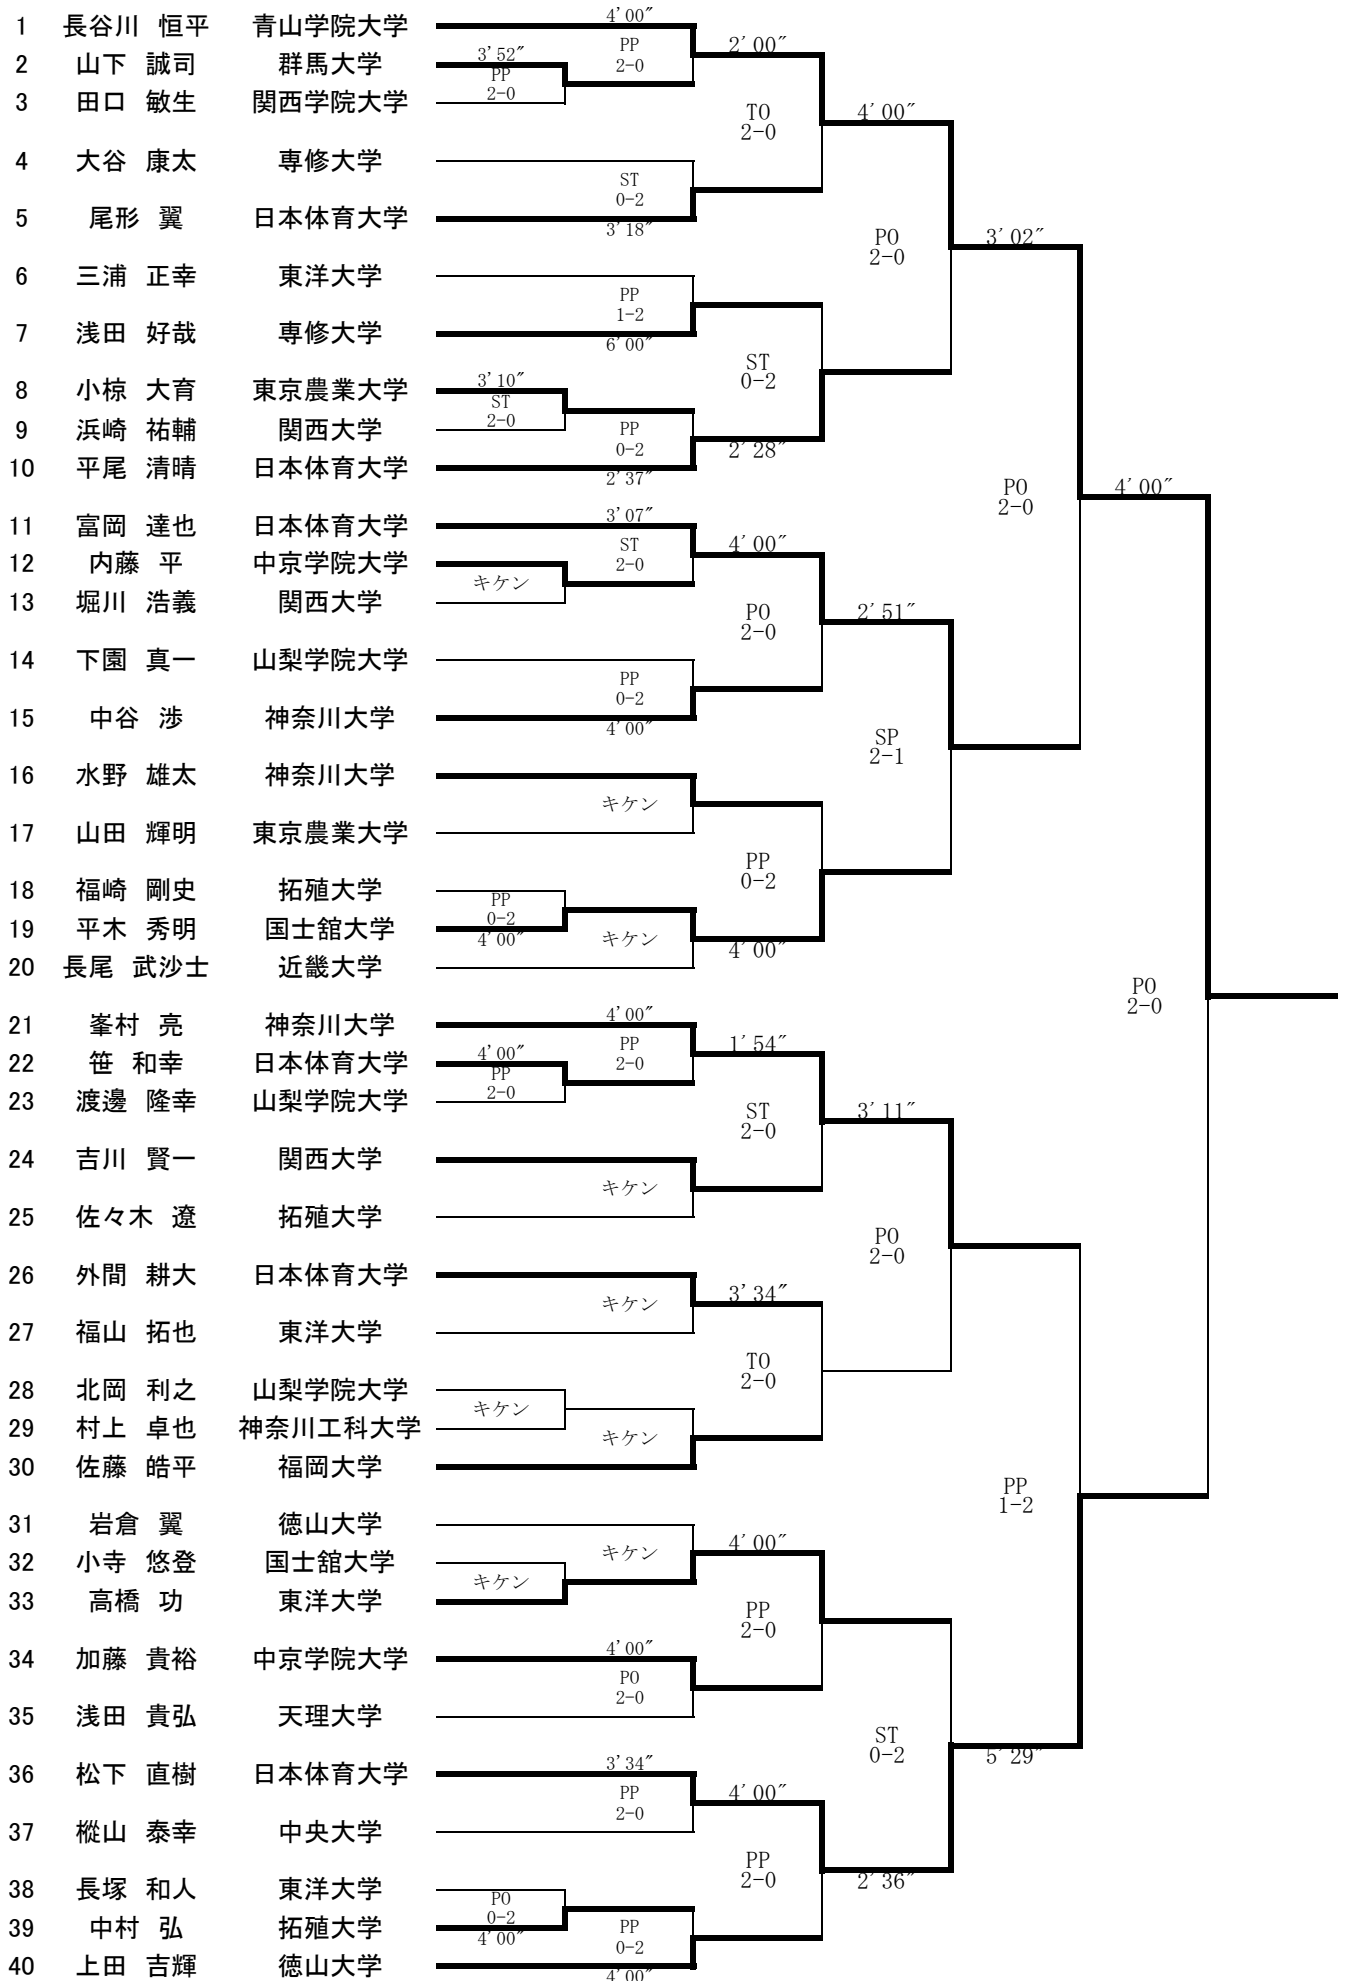 1 長谷川 恒平 青山学院大学 4'00"
PP 2'00"
2 山下 誠司 群馬大学 3'52" 2-0
PP
3 田口 敏生 関西学院大学 2-0
TO 4'00"
2-0
4 大谷 康太 専修大学
ST
0-2
5 尾形 翼 日本体育大学 3'18"
PO 3'02"
2-0
6 三浦 正幸 東洋大学
PP
1-2
7 浅田 好哉 専修大学 6'00"
ST
0-2
8 小椋 大育 東京農業大学 3'10"
ST
2-0
9 浜崎 祐輔 関西大学 PP
0-2 2'28"
10 平尾 清晴 日本体育大学 2'37"
PO 4'00"
2-0
11 富岡 達也 日本体育大学 3'07"
ST 4'00"
2-0
12 内藤 平 中京学院大学
キケン
13 堀川 浩義 関西大学
PO 2'51"
2-0
14 下園 真一 山梨学院大学
PP
0-2
15 中谷 渉 神奈川大学 4'00"
SP
2-1
16 水野 雄太 神奈川大学
キケン
17 山田 輝明 東京農業大学
PP
0-2
18 福崎 剛史 拓殖大学
PP
0-2
19 平木 秀明 国士舘大学 4'00" キケン 4'00"
20 長尾 武沙士 近畿大学
PO
2-0
21 峯村 亮 神奈川大学 4'00"
PP 1'54"
2-0
22 笹 和幸 日本体育大学 4'00"
PP
2-0
23 渡邊 隆幸 山梨学院大学
ST 3'11"
2-0
24 吉川 賢一 関西大学
キケン
25 佐々木 遼 拓殖大学
PO
2-0
26 外間 耕大 日本体育大学
キケン 3'34"
27 福山 拓也 東洋大学
TO
2-0
28 北岡 利之 山梨学院大学
キケン
29 村上 卓也 神奈川工科大学
キケン
30 佐藤 皓平 福岡大学
PP
1-2
31 岩倉 翼 徳山大学
キケン 4'00"
32 小寺 悠登 国士舘大学
キケン
33 高橋 功 東洋大学
PP
2-0
34 加藤 貴裕 中京学院大学 4'00"
PO
2-0
35 浅田 貴弘 天理大学
ST
0-2 5'29"
36 松下 直樹 日本体育大学 3'34"
PP 4'00"
2-0
37 樅山 泰幸 中央大学
PP
2-0 2'36"
38 長塚 和人 東洋大学
PO
0-2
39 中村 弘 拓殖大学 4'00" PP
0-2
40 上田 吉輝 徳山大学 4'00"